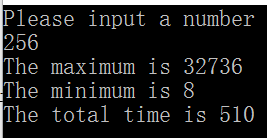 Please input a number
256
The maximum is 32736
The minimum is 8
The total time is 510